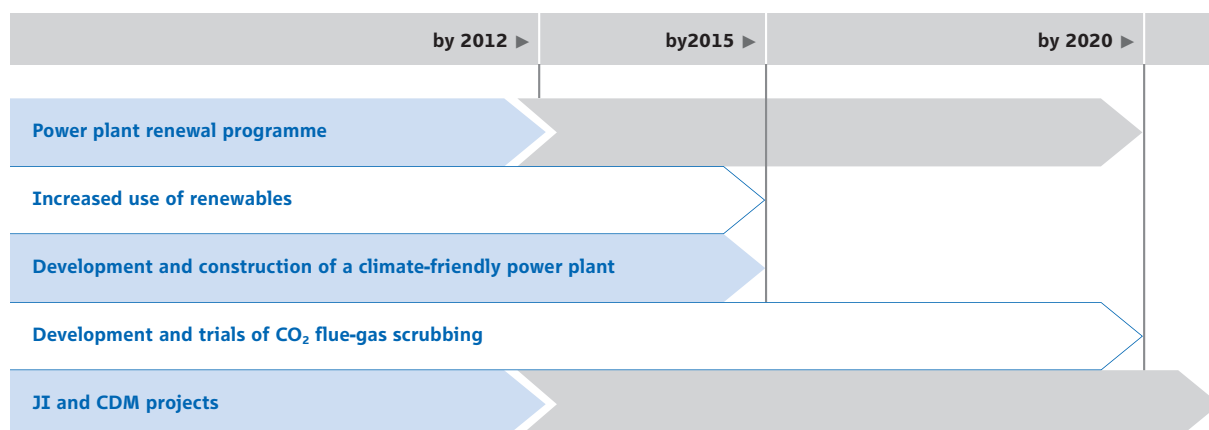 by 2012 ▶ by2015 ▶ by 2020 ▶
Power plant renewal programme
Increased use of renewables
Development and construction of a climate-friendly power plant
Development and trials of CO₂ flue-gas scrubbing
JI and CDM projects